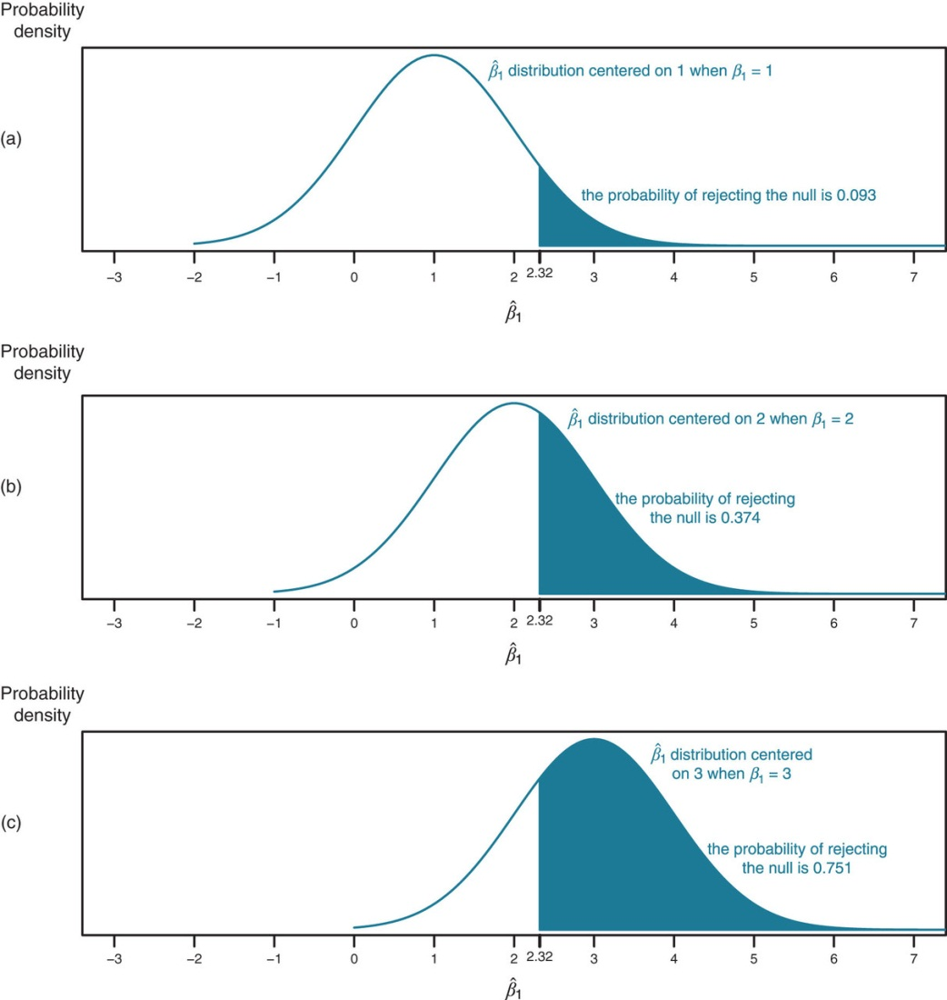 Probability
density
(a)
β̂₁ distribution centered on 1 when β₁ = 1
the probability of rejecting the null is 0.093
−3 −2 −1 0 1 2 2.32 3 4 5 6 7
β̂₁
Probability
density
(b)
β̂₁ distribution centered on 2 when β₁ = 2
the probability of rejecting
the null is 0.374
−3 −2 −1 0 1 2 2.32 3 4 5 6 7
β̂₁
Probability
density
(c)
β̂₁ distribution centered
on 3 when β₁ = 3
the probability of rejecting
the null is 0.751
−3 −2 −1 0 1 2 2.32 3 4 5 6 7
β̂₁